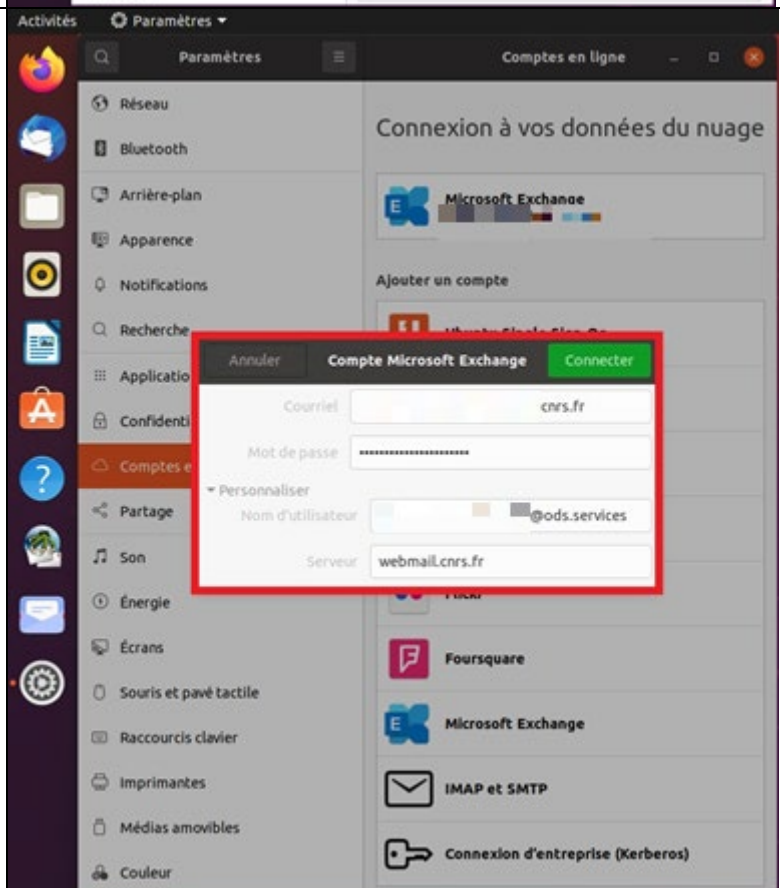 Activités Paramètres
Paramètres
Comptes en ligne
Réseau
Bluetooth
Arrière-plan
Apparence
Notifications
Recherche
Applicatio
Confidenti
Comptes e
Partage
Son
Énergie
Écrans
Souris et pavé tactile
Raccourcis clavier
Imprimantes
Médias amovibles
Couleur
Connexion à vos données du nuage
Microsoft Exchange
Ajouter un compte
Annuler Compte Microsoft Exchange Connecter
Courriel cnrs.fr
Mot de passe
Personnaliser
Nom d'utilisateur @ods.services
Serveur webmail.cnrs.fr
Foursquare
Microsoft Exchange
IMAP et SMTP
Connexion d'entreprise (Kerberos)